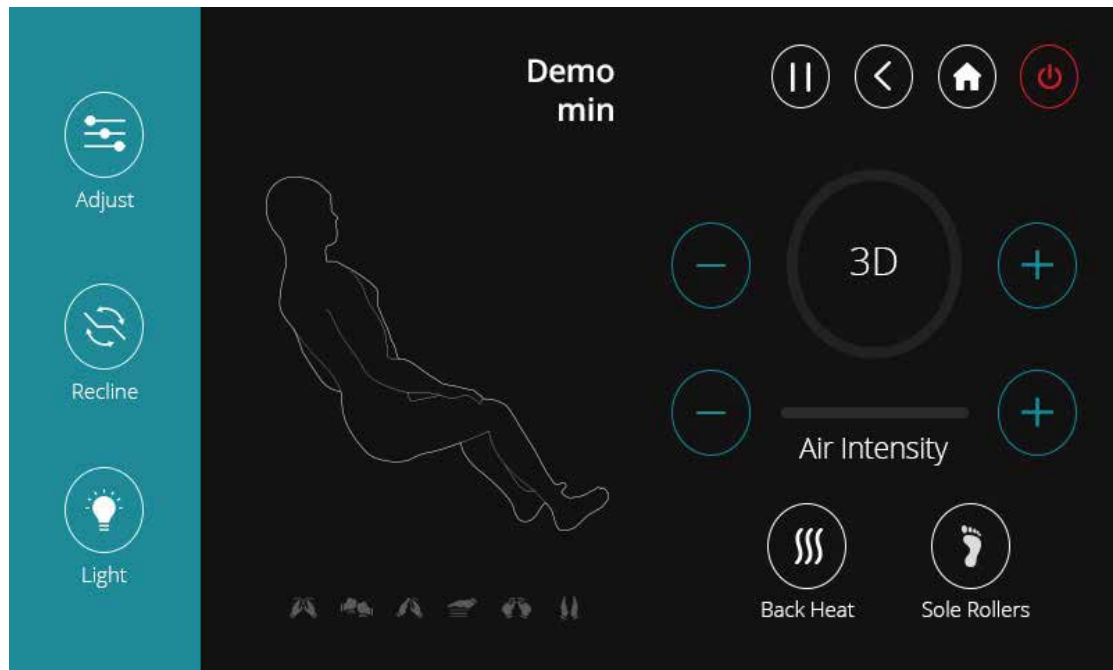 Demo
min
Adjust
3D
Recline
Air Intensity
Light
Back Heat
Sole Rollers